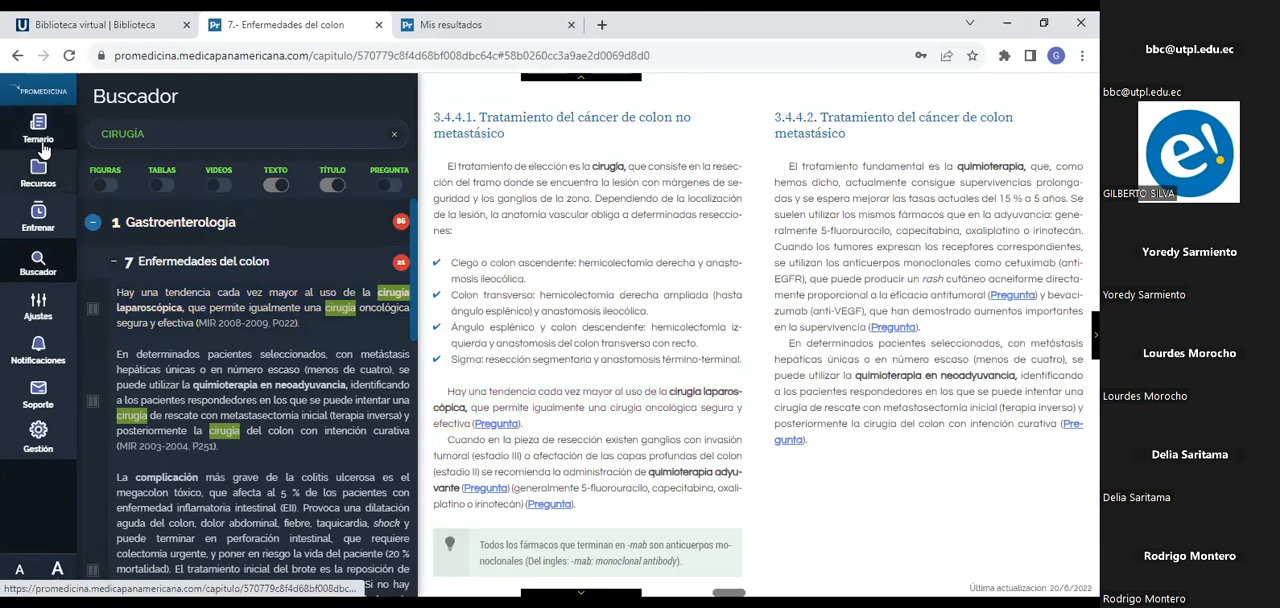 Biblioteca virtual | Biblioteca
7.- Enfermedades del colon
Mis resultados
promedicina.medicapanamericana.com/capitulo/570779c8f4d68bf008dbc64c#58b0260cc3a9ae2d0069d8d0
G
PROMEDICINA
Temario
Recursos
Entrenar
Buscador
Ajustes
Notificaciones
Soporte
Gestión
A A
Buscador
CIRUGÍA
FIGURAS TABLAS VIDEOS TEXTO TÍTULO PREGUNTA
1 Gastroenterología 86
7 Enfermedades del colon 21
Hay una tendencia cada vez mayor al uso de la cirugía
laparoscópica, que permite igualmente una cirugía oncológica
segura y efectiva (MIR 2008-2009, P022).
En determinados pacientes seleccionados, con metástasis
hepáticas únicas o en número escaso (menos de cuatro), se
puede utilizar la quimioterapia en neoadyuvancia, identificando
a los pacientes respondedores en los que se puede intentar una
cirugía de rescate con metastasectomía inicial (terapia inversa) y
posteriormente la cirugía del colon con intención curativa
(MIR 2003-2004, P251).
La complicación más grave de la colitis ulcerosa es el
megacolon tóxico, que afecta al 5 % de los pacientes con
enfermedad inflamatoria intestinal (EII). Provoca una dilatación
aguda del colon, dolor abdominal, fiebre, taquicardia, shock y
puede terminar en perforación intestinal, que requiere
colectomía urgente, y poner en riesgo la vida del paciente (20 %
mortalidad). El tratamiento inicial del brote es la reposición de
Si no hay
https://promedicina.medicapanamericana.com/capitulo/570779c8f4d68bf008dbc...
3.4.4.1. Tratamiento del cáncer de colon no
metastásico
El tratamiento de elección es la cirugía, que consiste en la resec-
ción del tramo donde se encuentra la lesión con márgenes de se-
guridad y los ganglios de la zona. Dependiendo de la localización
de la lesión, la anatomía vascular obliga a determinadas reseccio-
nes:
Ciego o colon ascendente: hemicolectomía derecha y anasto-
mosis ileocólica.
Colon transverso: hemicolectomía derecha ampliada (hasta
ángulo esplénico) y anastomosis ileocólica.
Ángulo esplénico y colon descendente: hemicolectomía iz-
quierda y anastomosis del colon transverso con recto.
Sigma: resección segmentaria y anastomosis término-terminal.
Hay una tendencia cada vez mayor al uso de la cirugía laparos-
cópica, que permite igualmente una cirugía oncológica segura y
efectiva (Pregunta).
Cuando en la pieza de resección existen ganglios con invasión
tumoral (estadio III) o afectación de las capas profundas del colon
(estadio II) se recomienda la administración de quimioterapia adyu-
vante (Pregunta) (generalmente 5-fluorouracilo, capecitabina, oxali-
platino o irinotecán) (Pregunta).
Todos los fármacos que terminan en -mab son anticuerpos mo-
noclonales (Del ingles: -mab: monoclonal antibody).
3.4.4.2. Tratamiento del cáncer de colon
metastásico
El tratamiento fundamental es la quimioterapia, que, como
hemos dicho, actualmente consigue supervivencias prolonga-
das y se espera mejorar las tasas actuales del 15 % a 5 años. Se
suelen utilizar los mismos fármacos que en la adyuvancia: gene-
ralmente 5-fluorouracilo, capecitabina, oxaliplatino o irinotecán.
Cuando los tumores expresan los receptores correspondientes,
se utilizan los anticuerpos monoclonales como cetuximab (anti-
EGFR), que puede producir un rash cutáneo acneiforme directa-
mente proporcional a la eficacia antitumoral (Pregunta) y bevaci-
zumab (anti-VEGF), que han demostrado aumentos importantes
en la supervivencia (Pregunta).
En determinados pacientes seleccionados, con metástasis
hepáticas únicas o en número escaso (menos de cuatro), se
puede utilizar la quimioterapia en neoadyuvancia, identificando
a los pacientes respondedores en los que se puede intentar una
cirugía de rescate con metastasectomía inicial (terapia inversa) y
posteriormente la cirugía del colon con intención curativa (Pre-
gunta).
Última actualización: 20/6/2022
bbc@utpl.edu.ec
bbc@utpl.edu.ec
e!
GILBERTO SILVA
Yoredy Sarmiento
Yoredy Sarmiento
Lourdes Morocho
Lourdes Morocho
Delia Saritama
Delia Saritama
Rodrigo Montero
Rodrigo Montero